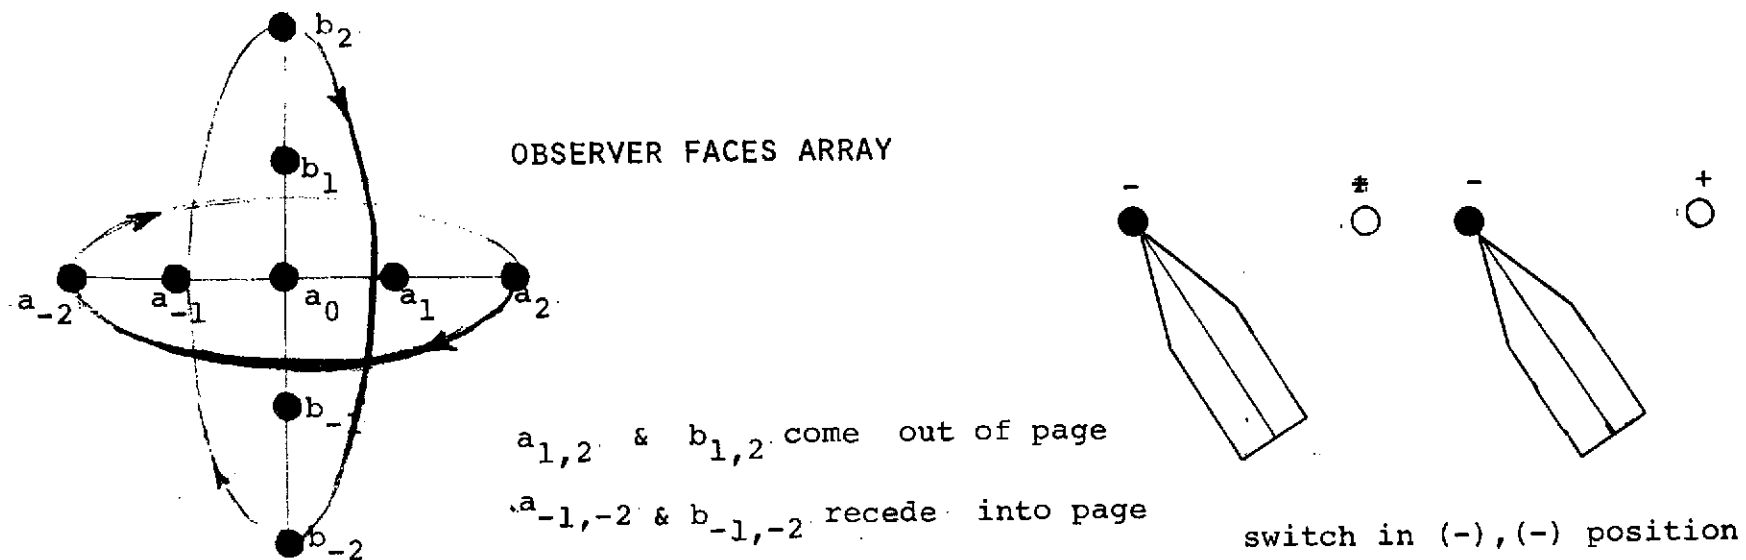 b2
b1
OBSERVER FACES ARRAY
a-2 a-1 a0 a1 a2
b-1
b-2
a1,2 & b1,2 come out of page
a-1,-2 & b-1,-2 recede into page
- - +
switch in (-),(-) position